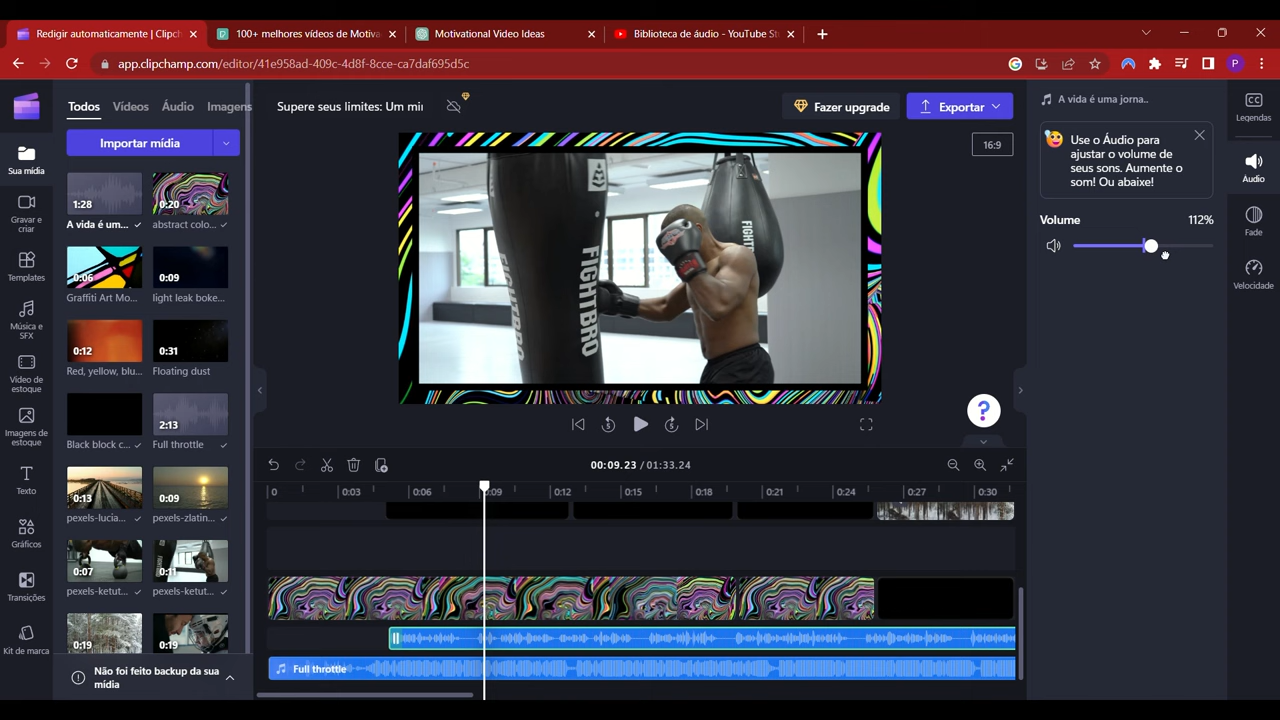 Redigir automaticamente | Clipch
100+ melhores vídeos de Motiva
Motivational Video Ideas
Biblioteca de áudio - YouTube St
app.clipchamp.com/editor/41e958ad-409c-4d8f-8cce-ca7daf695d5c
P
Todos
Vídeos
Áudio
Imagens
Importar mídia
Supere seus limites: Um mi
Fazer upgrade
Exportar
16:9
A vida é uma jorna..
Use o Áudio para
ajustar o volume de
seus sons. Aumente o
som! Ou abaixe!
Volume
112%
CC
Legendas
Áudio
Fade
Velocidade
Sua mídia
Gravar e
criar
Templates
Música e
SFX
Vídeo de
estoque
Imagens de
estoque
Texto
Gráficos
Transições
Kit de marca
1:28
A vida é um...
0:20
abstract colo...
0:06
Graffiti Art Mo...
0:09
light leak boke...
0:12
Red, yellow, blu...
0:31
Floating dust
Black block c...
2:13
Full throttle
0:13
pexels-lucia...
0:09
pexels-zlatin...
0:07
pexels-ketut...
0:11
pexels-ketut...
0:19
0:19
Não foi feito backup da sua
mídia
FIGHTBRO
FIGHT
?
5
5
00:09.23 / 01:33.24
0
0:03
0:06
0:09
0:12
0:15
0:18
0:21
0:24
0:27
0:30
Full throttle